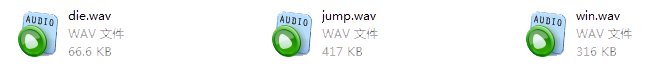 AUDIO
die.wav
WAV 文件
66.6 KB
AUDIO
jump.wav
WAV 文件
417 KB
AUDIO
win.wav
WAV 文件
316 KB